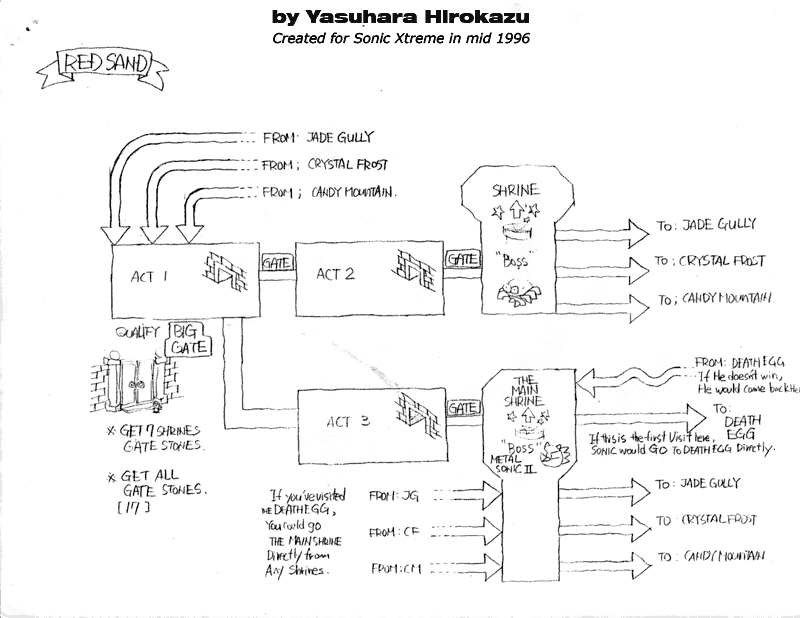 by Yasuhara HIrokazu
Created for Sonic Xtreme in mid 1996
RED SAND
FROM: JADE GULLY
FROM; CRYSTAL FROST
FROM; CANDY MOUNTAIN.
ACT 1
GATE
ACT 2
GATE
SHRINE
"Boss"
TO: JADE GULLY
TO; CRYSTAL FROST
TO; CANDY MOUNTAIN.
QUALIFY
BIG
GATE
* GET 7 SHRINES
GATE STONES.
* GET ALL
GATE STONES.
[17]
ACT 3
GATE
THE
MAIN
SHRINE
"Boss"
METAL
SONIC II
FROM: DEATH EGG
If He doesn't win,
He would come back Here
TO:
DEATH
EGG
If this is the first Visit here,
SONIC would GO TO DEATH EGG Directly.
If you've visited
THE DEATH EGG,
You could go
THE MAIN SHRINE
Directly from
Any Shrines.
FROM: JG
FROM: CF
FROM: CM
TO: JADE GULLY
TO CRYSTAL FROST
TO: CANDY MOUNTAIN